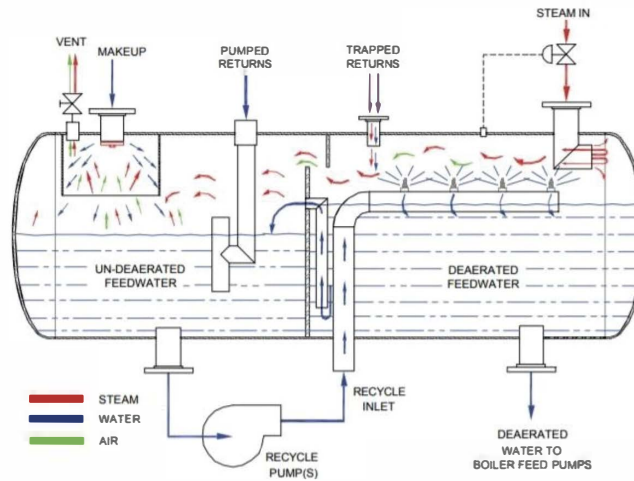 STEAM IN
VENT
MAKEUP
PUMPED
RETURNS
TRAPPED
RETURNS
UN-DEAERATED
FEEDWATER
DEAERATED
FEEDWATER
STEAM
WATER
AIR
RECYCLE
INLET
RECYCLE
PUMP(S)
DEAERATED
WATER TO
BOILER FEED PUMPS